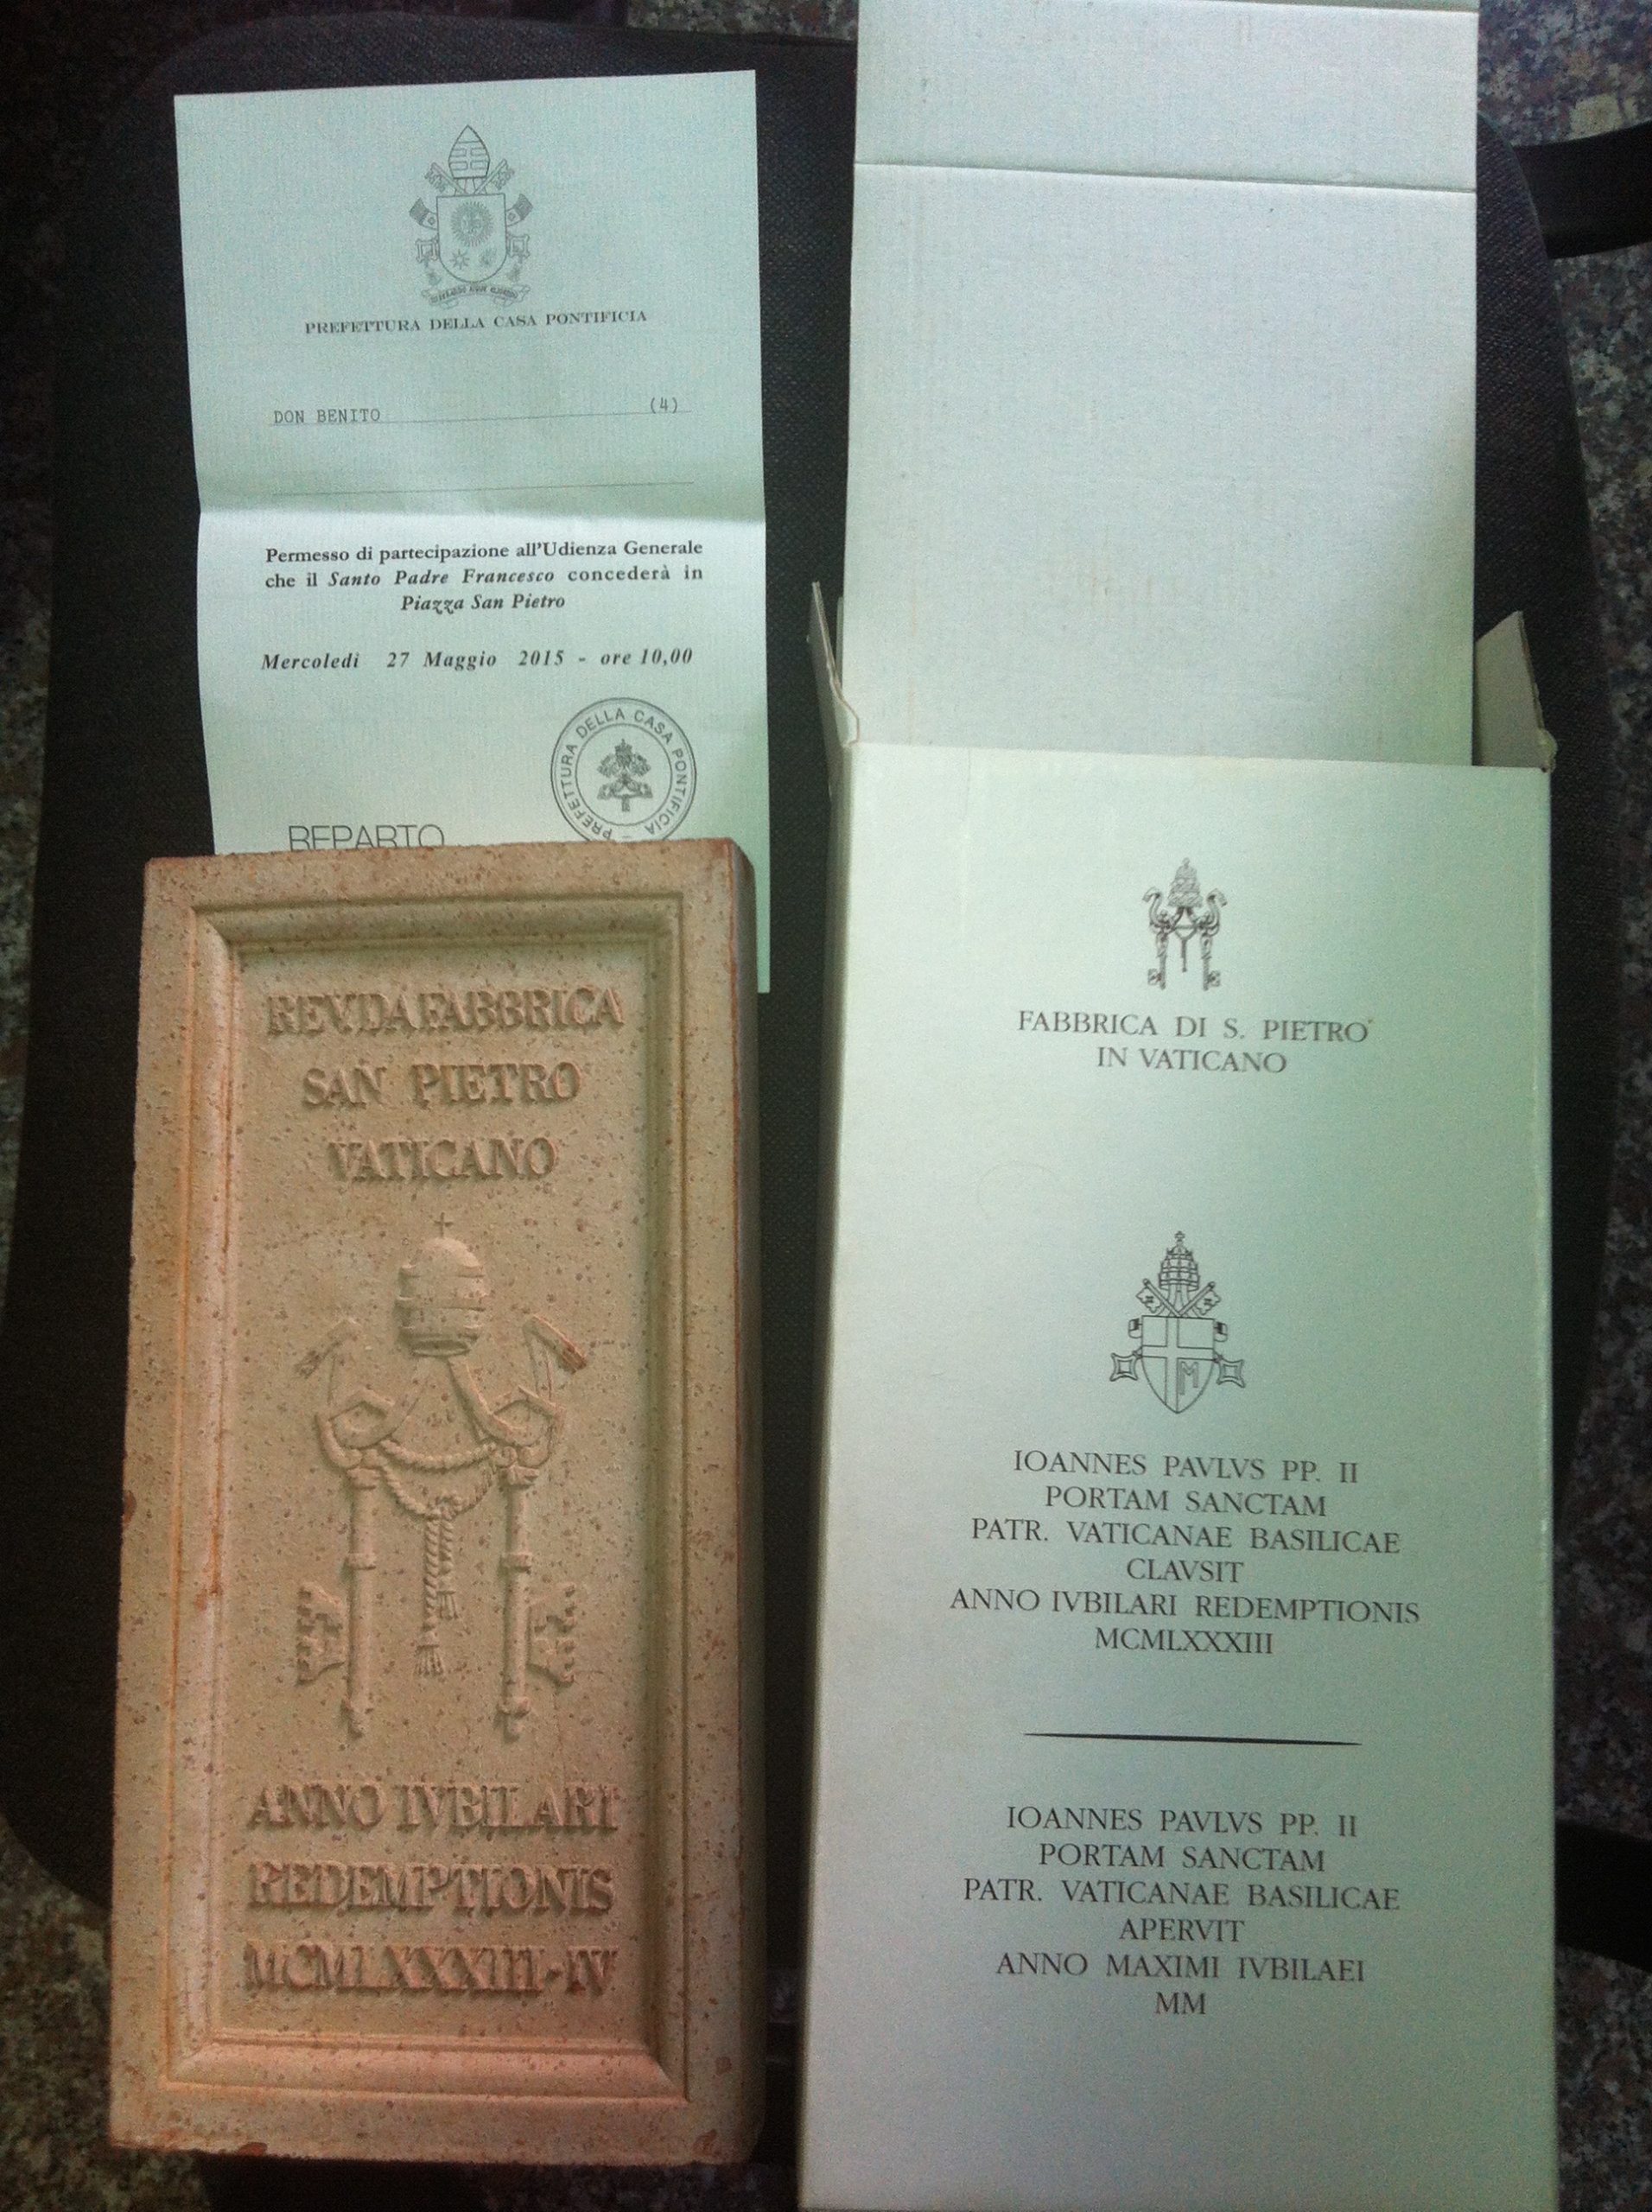 PREFETTURA DELLA CASA PONTIFICIA
DON BENITO (4)
Permesso di partecipazione all'Udienza Generale
che il Santo Padre Francesco concederà in
Piazza San Pietro
Mercoledì 27 Maggio 2015 - ore 10,00
PREFETTURA DELLA CASA PONTIFICIA
REPARTO
REV.DA FABBRICA
SAN PIETRO
VATICANO
ANNO IVBILARI
REDEMPTIONIS
MCMLXXXIII-IV
FABBRICA DI S. PIETRO
IN VATICANO
M
IOANNES PAVLVS PP. II
PORTAM SANCTAM
PATR. VATICANAE BASILICAE
CLAVSIT
ANNO IVBILARI REDEMPTIONIS
MCMLXXXIII
IOANNES PAVLVS PP. II
PORTAM SANCTAM
PATR. VATICANAE BASILICAE
APERVIT
ANNO MAXIMI IVBILAEI
MM